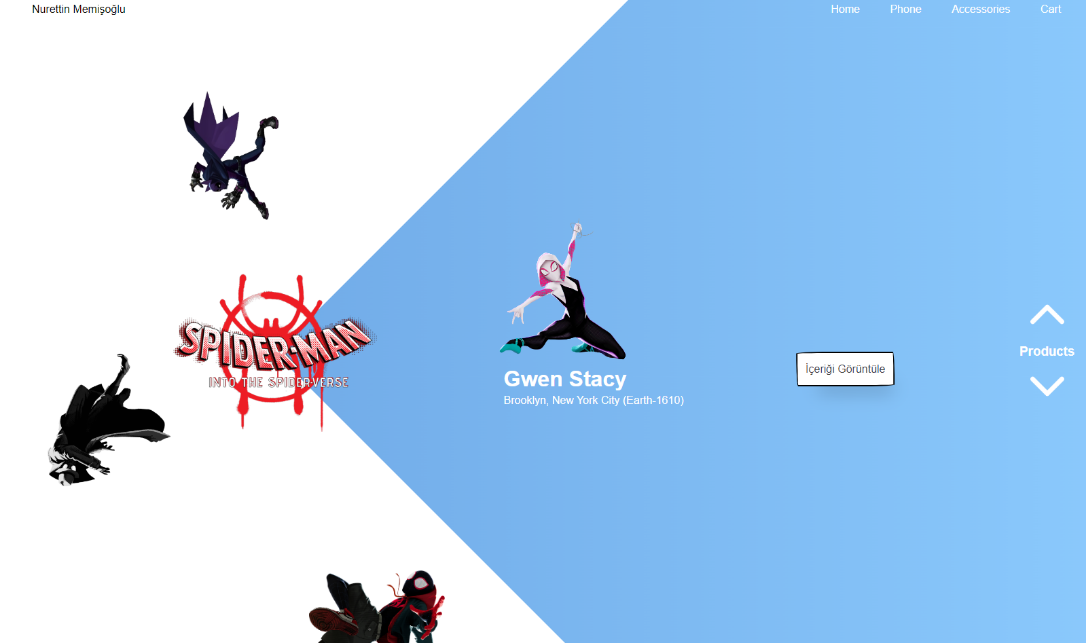 Nurettin Memişoğlu
Home Phone Accessories Cart
SPIDER-MAN
INTO THE SPIDER-VERSE
Gwen Stacy
Brooklyn, New York City (Earth-1610)
İçeriği Görüntüle
Products